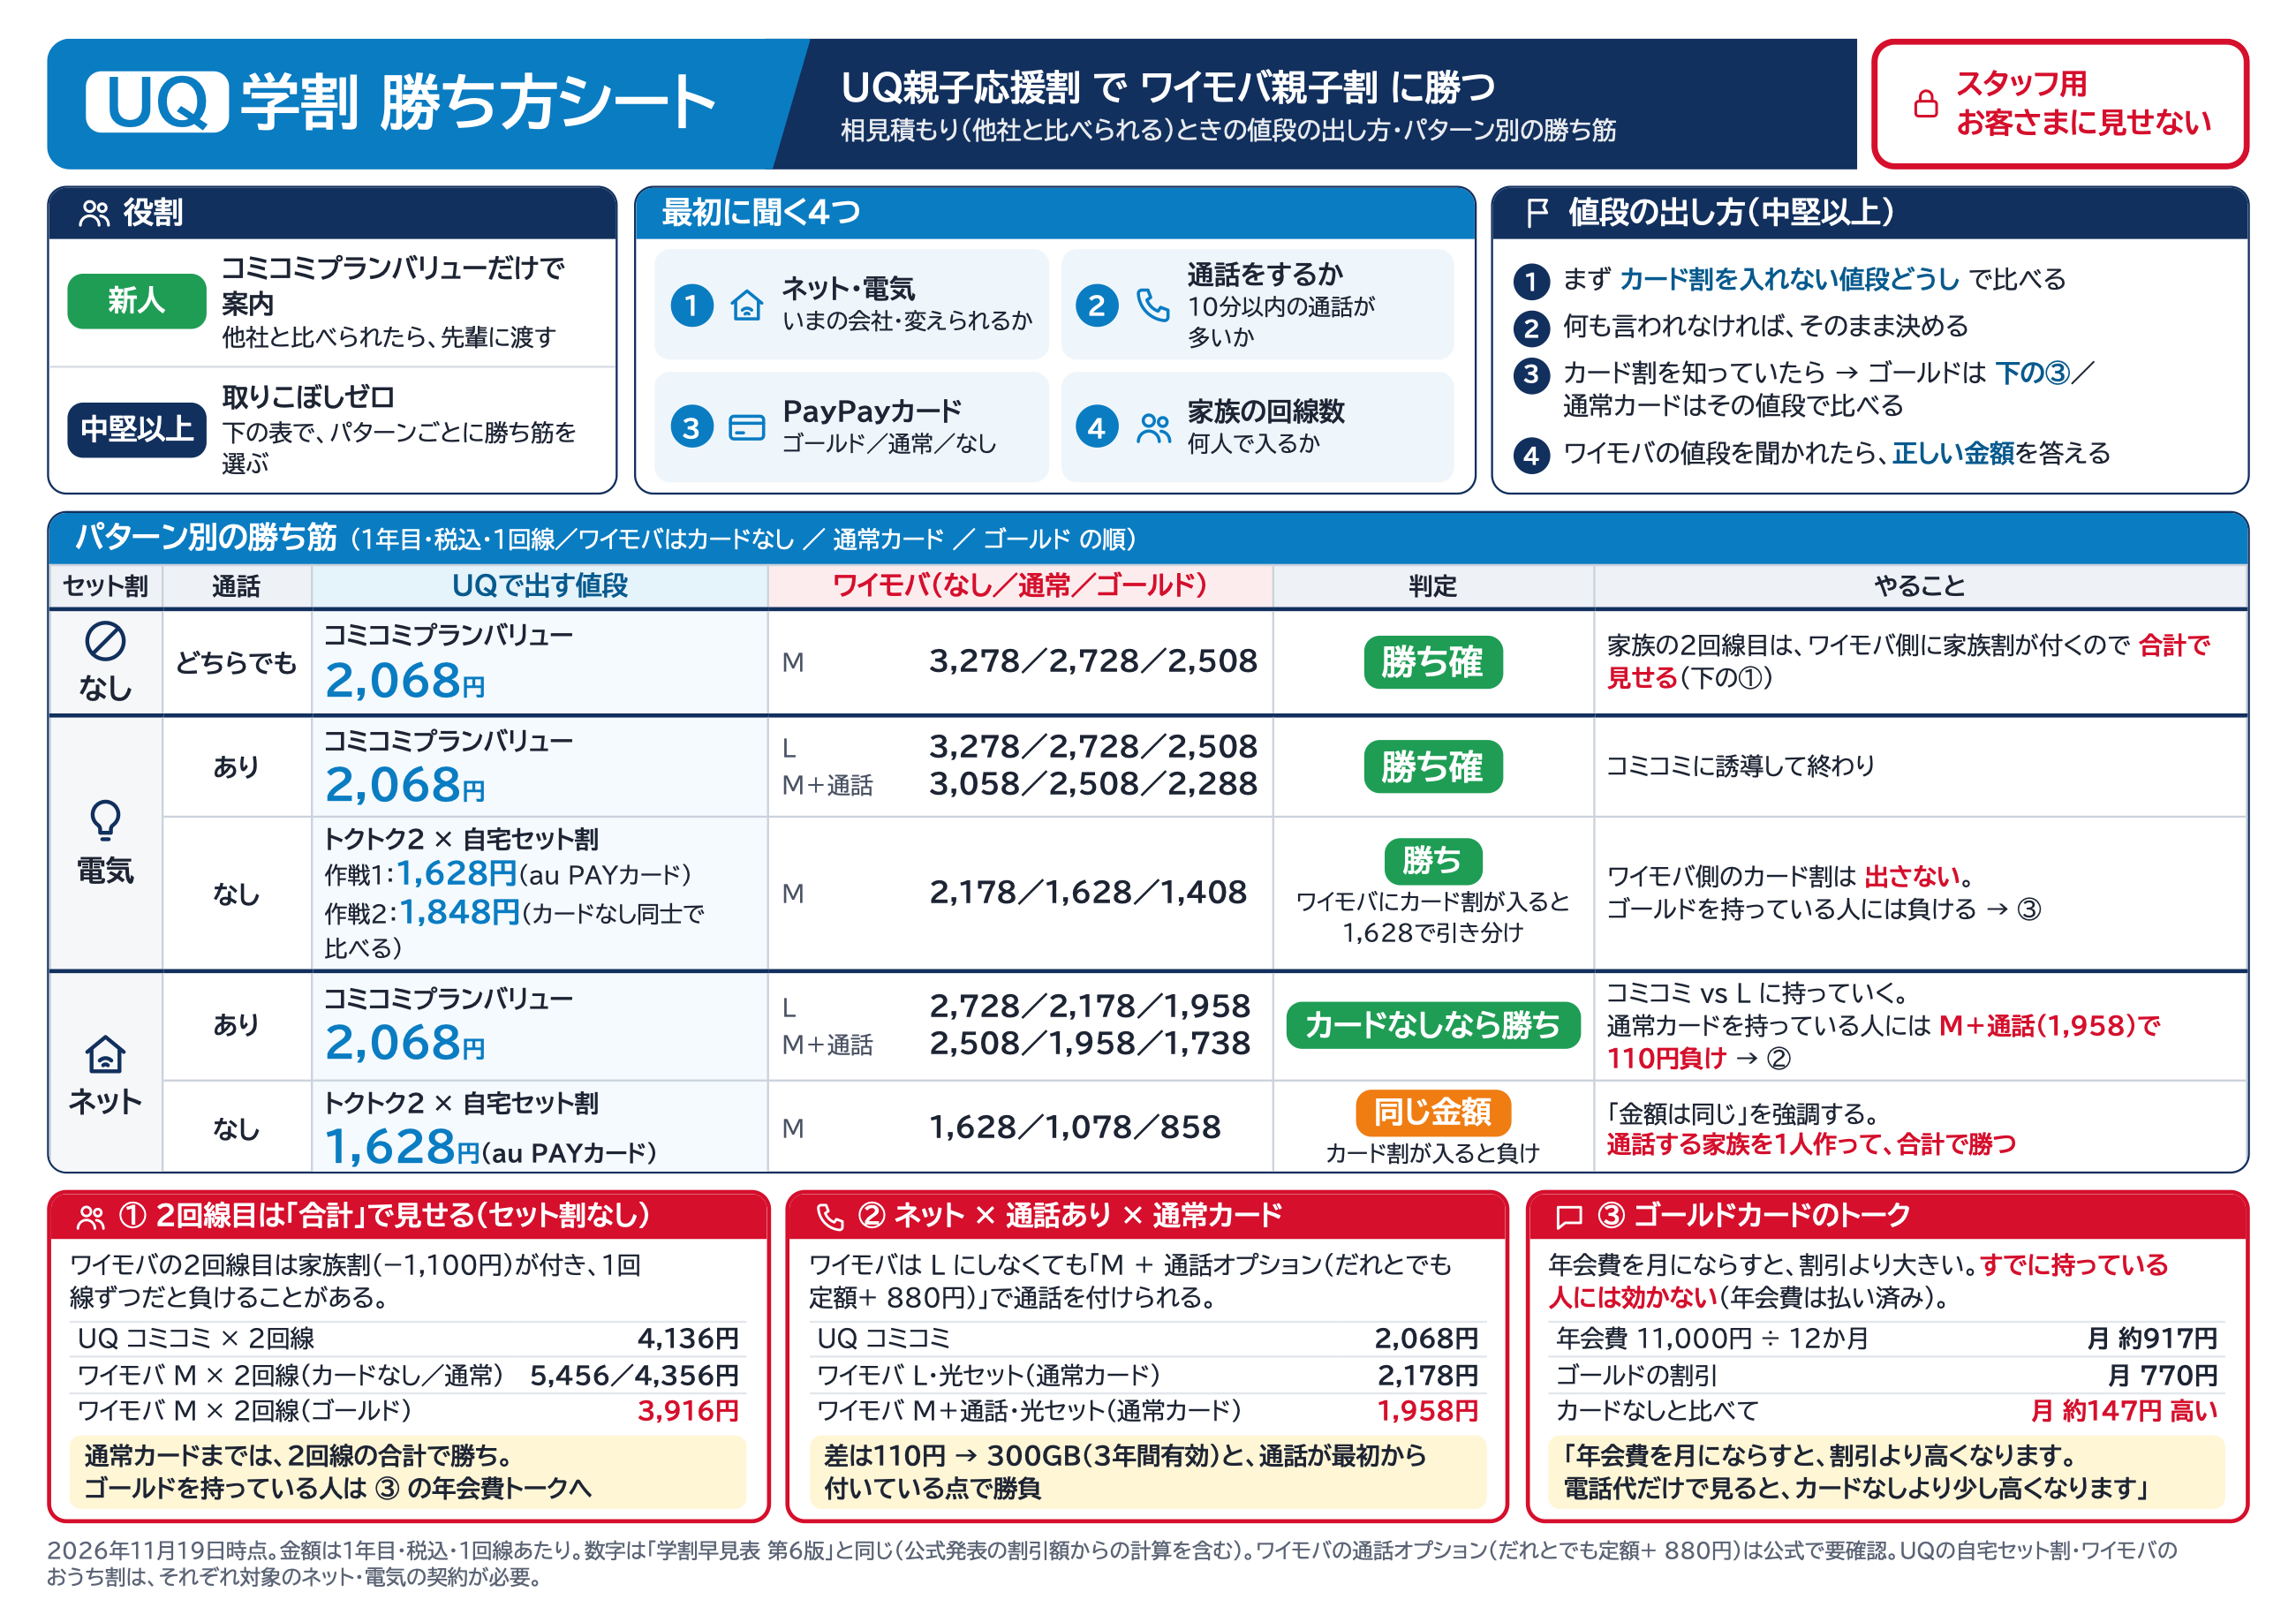 UQ 学割 勝ち方シート
UQ親子応援割 で ワイモバ親子割 に勝つ
相見積もり（他社と比べられる）ときの値段の出し方・パターン別の勝ち筋
スタッフ用
お客さまに見せない
役割
新人
コミコミプランバリューだけで
案内
他社と比べられたら、先輩に渡す
中堅以上
取りこぼしゼロ
下の表で、パターンごとに勝ち筋を
選ぶ
最初に聞く4つ
1
ネット・電気
いまの会社・変えられるか
2
通話をするか
10分以内の通話が
多いか
3
PayPayカード
ゴールド／通常／なし
4
家族の回線数
何人で入るか
値段の出し方（中堅以上）
1 まず カード割を入れない値段どうし で比べる
2 何も言われなければ、そのまま決める
3 カード割を知っていたら → ゴールドは 下の③／
通常カードはその値段で比べる
4 ワイモバの値段を聞かれたら、正しい金額を答える
パターン別の勝ち筋（1年目・税込・1回線／ワイモバはカードなし ／ 通常カード ／ ゴールド の順）
セット割 通話 UQで出す値段 ワイモバ（なし／通常／ゴールド） 判定 やること
なし
どちらでも
コミコミプランバリュー
2,068円
M 3,278／2,728／2,508
勝ち確
家族の2回線目は、ワイモバ側に家族割が付くので 合計で
見せる（下の①）
電気
あり
コミコミプランバリュー
2,068円
L 3,278／2,728／2,508
M＋通話 3,058／2,508／2,288
勝ち確
コミコミに誘導して終わり
なし
トクトク2 × 自宅セット割
作戦1：1,628円（au PAYカード）
作戦2：1,848円（カードなし同士で
比べる）
M 2,178／1,628／1,408
勝ち
ワイモバにカード割が入ると
1,628で引き分け
ワイモバ側のカード割は 出さない。
ゴールドを持っている人には負ける → ③
ネット
あり
コミコミプランバリュー
2,068円
L 2,728／2,178／1,958
M＋通話 2,508／1,958／1,738
カードなしなら勝ち
コミコミ vs L に持っていく。
通常カードを持っている人には M＋通話（1,958）で
110円負け → ②
なし
トクトク2 × 自宅セット割
1,628円（au PAYカード）
M 1,628／1,078／858
同じ金額
カード割が入ると負け
「金額は同じ」を強調する。
通話する家族を1人作って、合計で勝つ
① 2回線目は「合計」で見せる（セット割なし）
ワイモバの2回線目は家族割（−1,100円）が付き、1回
線ずつだと負けることがある。
UQ コミコミ × 2回線 4,136円
ワイモバ M × 2回線（カードなし／通常） 5,456／4,356円
ワイモバ M × 2回線（ゴールド） 3,916円
通常カードまでは、2回線の合計で勝ち。
ゴールドを持っている人は ③ の年会費トークへ
② ネット × 通話あり × 通常カード
ワイモバは L にしなくても「M ＋ 通話オプション（だれとでも
定額＋ 880円）」で通話を付けられる。
UQ コミコミ 2,068円
ワイモバ L・光セット（通常カード） 2,178円
ワイモバ M＋通話・光セット（通常カード） 1,958円
差は110円 → 300GB（3年間有効）と、通話が最初から
付いている点で勝負
③ ゴールドカードのトーク
年会費を月にならすと、割引より大きい。すでに持っている
人には効かない（年会費は払い済み）。
年会費 11,000円 ÷ 12か月 月 約917円
ゴールドの割引 月 770円
カードなしと比べて 月 約147円 高い
「年会費を月にならすと、割引より高くなります。
電話代だけで見ると、カードなしより少し高くなります」
2026年11月19日時点。金額は1年目・税込・1回線あたり。数字は「学割早見表 第6版」と同じ（公式発表の割引額からの計算を含む）。ワイモバの通話オプション（だれとでも定額＋ 880円）は公式で要確認。UQの自宅セット割・ワイモバの
おうち割は、それぞれ対象のネット・電気の契約が必要。